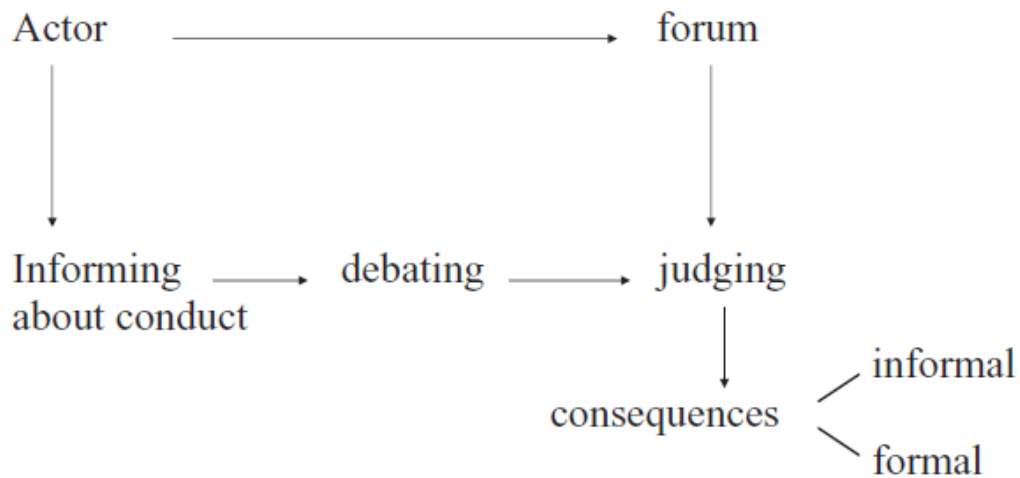 Actor
forum
Informing
about conduct
debating
judging
consequences
informal
formal